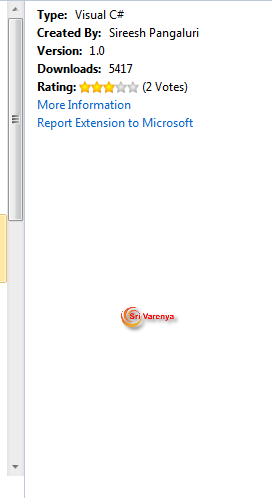 Type: Visual C#
Created By: Sireesh Pangaluri
Version: 1.0
Downloads: 5417
Rating: (2 Votes)
More Information
Report Extension to Microsoft
Sri Varenya